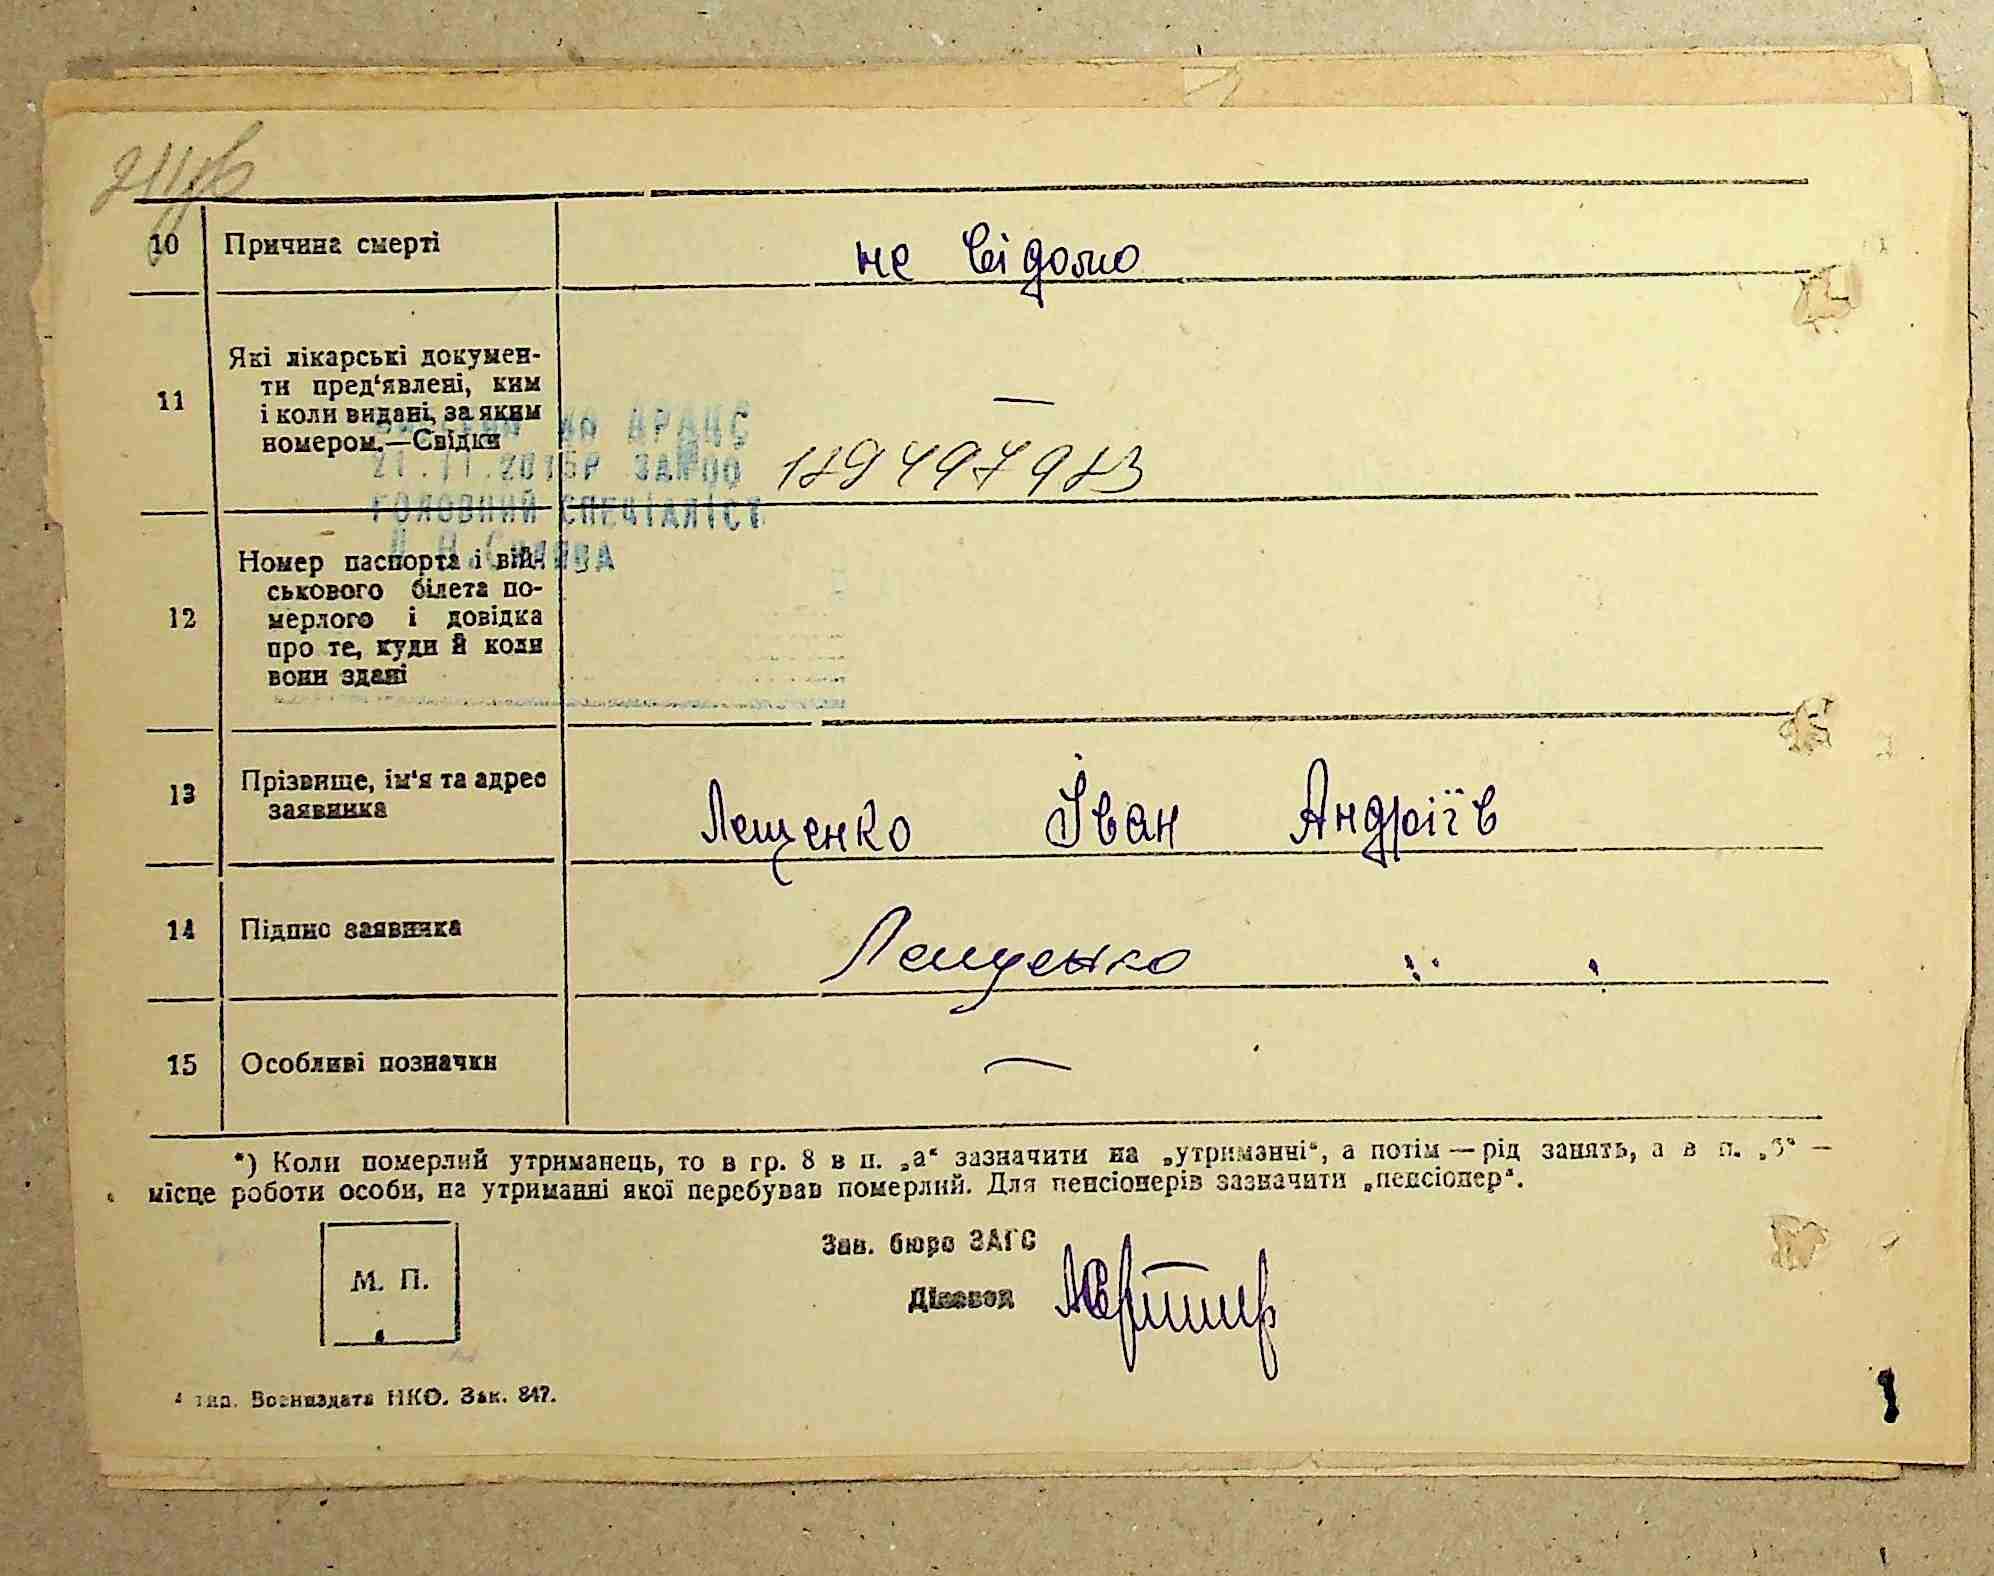 10 Причина смерті не відомо
11 Які лікарські докумен-
ти пред‘явлені, ким
і коли видані, за яким
номером.—Свідки
—
ДРАЦС
21.11.2015Р
ГОЛОВНИЙ СПЕЦІАЛІСТ
12 Номер паспорта і вій-
ськового білета по-
мерлого і довідка
про те, куди й коли
вони здані
13 Прізвище, ім‘я та адрес
заявника
Лещенко Іван Андріїв
14 Підпис заявника Лещенко
15 Особливі позначки —
*) Коли померлий утриманець, то в гр. 8 в п. „а“ зазначити на „утриманні“, а потім — рід занять, а в п. „б“ —
місце роботи особи, на утриманні якої перебував померлий. Для пенсіонерів зазначити „пенсіонер“.
М. П.
Зав. бюро ЗАГС
Діловод
тип. Воениздата НКО. Зак. 847.